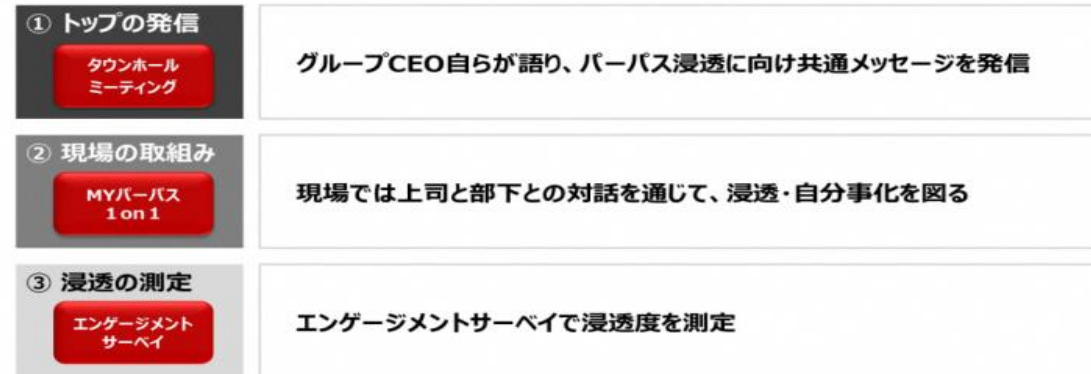 ① トップの発信
タウンホール
ミーティング
グループCEO自らが語り、パーパス浸透に向け共通メッセージを発信
② 現場の取組み
MYパーパス
1 on 1
現場では上司と部下との対話を通じて、浸透・自分事化を図る
③ 浸透の測定
エンゲージメント
サーベイ
エンゲージメントサーベイで浸透度を測定